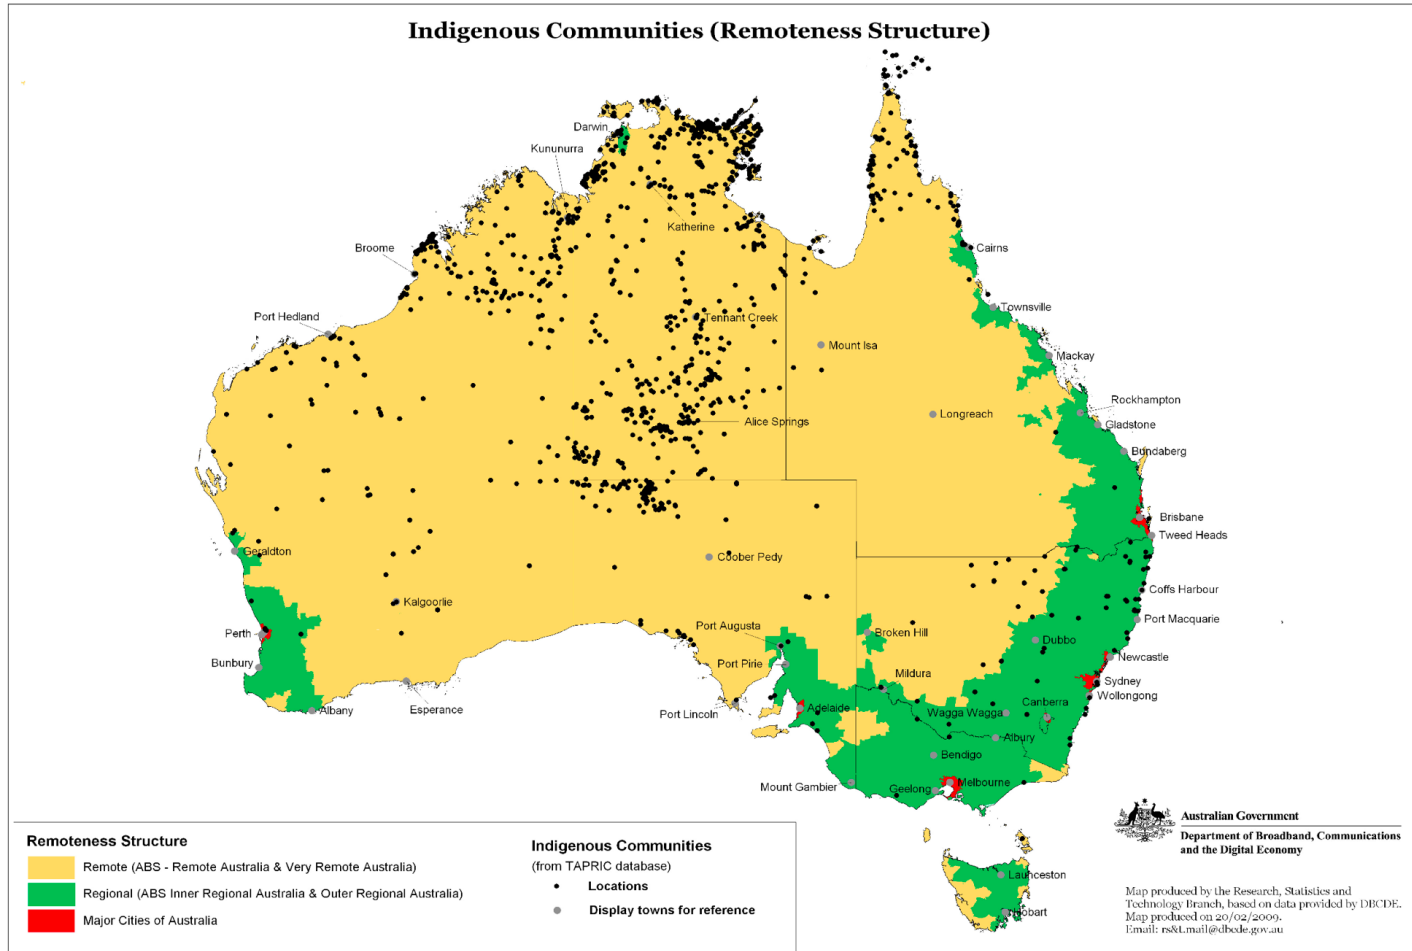 Indigenous Communities (Remoteness Structure)
Darwin
Kununurra
Katherine
Broome
Cairns
Port Hedland
Tennant Creek
Townsville
Mount Isa
Mackay
Rockhampton
Longreach
Alice Springs
Gladstone
Bundaberg
Brisbane
Tweed Heads
Geraldton
Coober Pedy
Coffs Harbour
Kalgoorlie
Port Macquarie
Perth
Port Augusta
Broken Hill
Dubbo
Bunbury
Port Pirie
Newcastle
Mildura
Sydney
Wollongong
Albany
Esperance
Port Lincoln
Adelaide
Wagga Wagga
Canberra
Albury
Bendigo
Mount Gambier
Geelong
Melbourne
Launceston
Hobart
Remoteness Structure
Remote (ABS - Remote Australia & Very Remote Australia)
Regional (ABS Inner Regional Australia & Outer Regional Australia)
Major Cities of Australia
Indigenous Communities
(from TAPRIC database)
Locations
Display towns for reference
Australian Government
Department of Broadband, Communications
and the Digital Economy
Map produced by the Research, Statistics and
Technology Branch, based on data provided by DBCDE.
Map produced on 20/02/2009.
Email: rs&t.mail@dbcde.gov.au